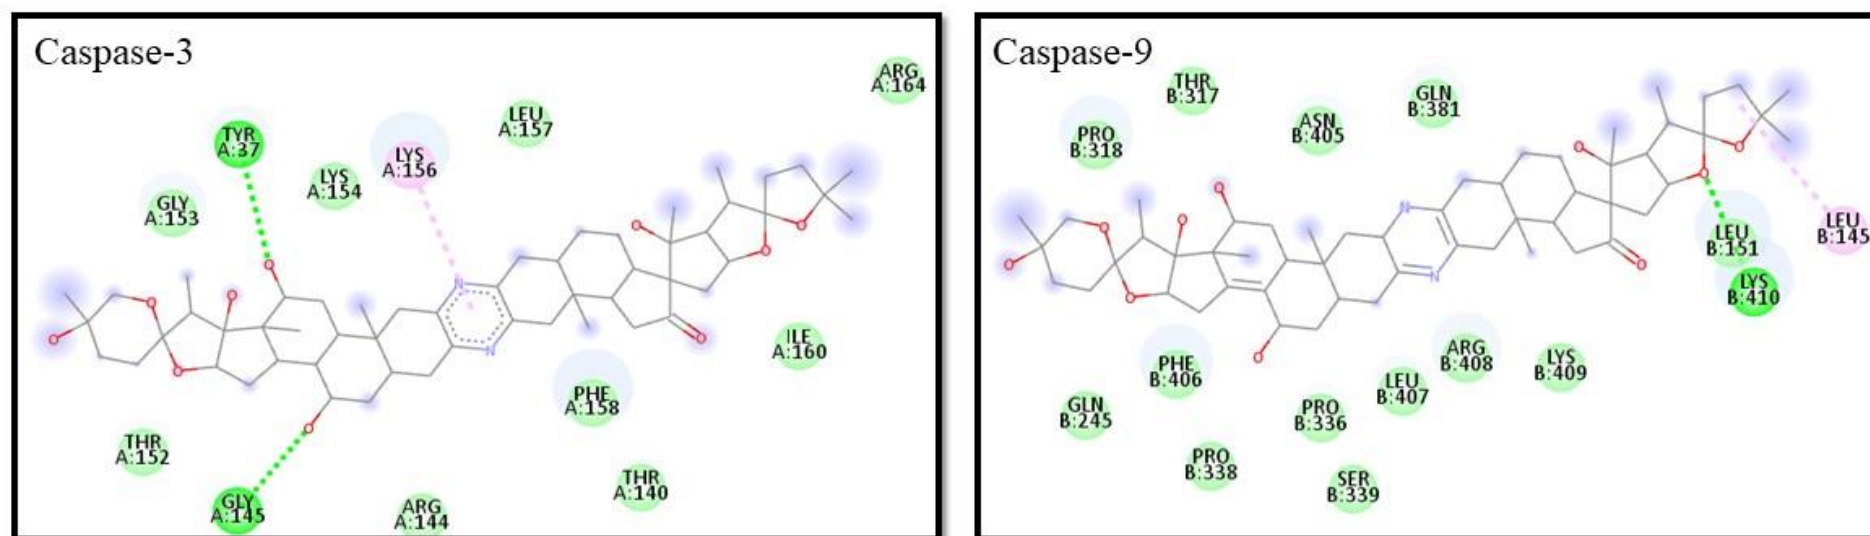 Caspase-3
ARG
A:164
LEU
A:157
TYR
A:37
LYS
A:156
LYS
A:154
GLY
A:153
O
O
O
O
O
O
O
O
O
N
N
ILE
A:160
PHE
A:158
THR
A:152
THR
A:140
GLY
A:145
ARG
A:144
Caspase-9
THR
B:317
GLN
B:381
ASN
B:405
PRO
B:318
O
O
O
O
O
O
O
O
O
O
N
N
LEU
B:145
LEU
B:151
LYS
B:410
ARG
B:408
LYS
B:409
PHE
B:406
LEU
B:407
GLN
B:245
PRO
B:336
PRO
B:338
SER
B:339